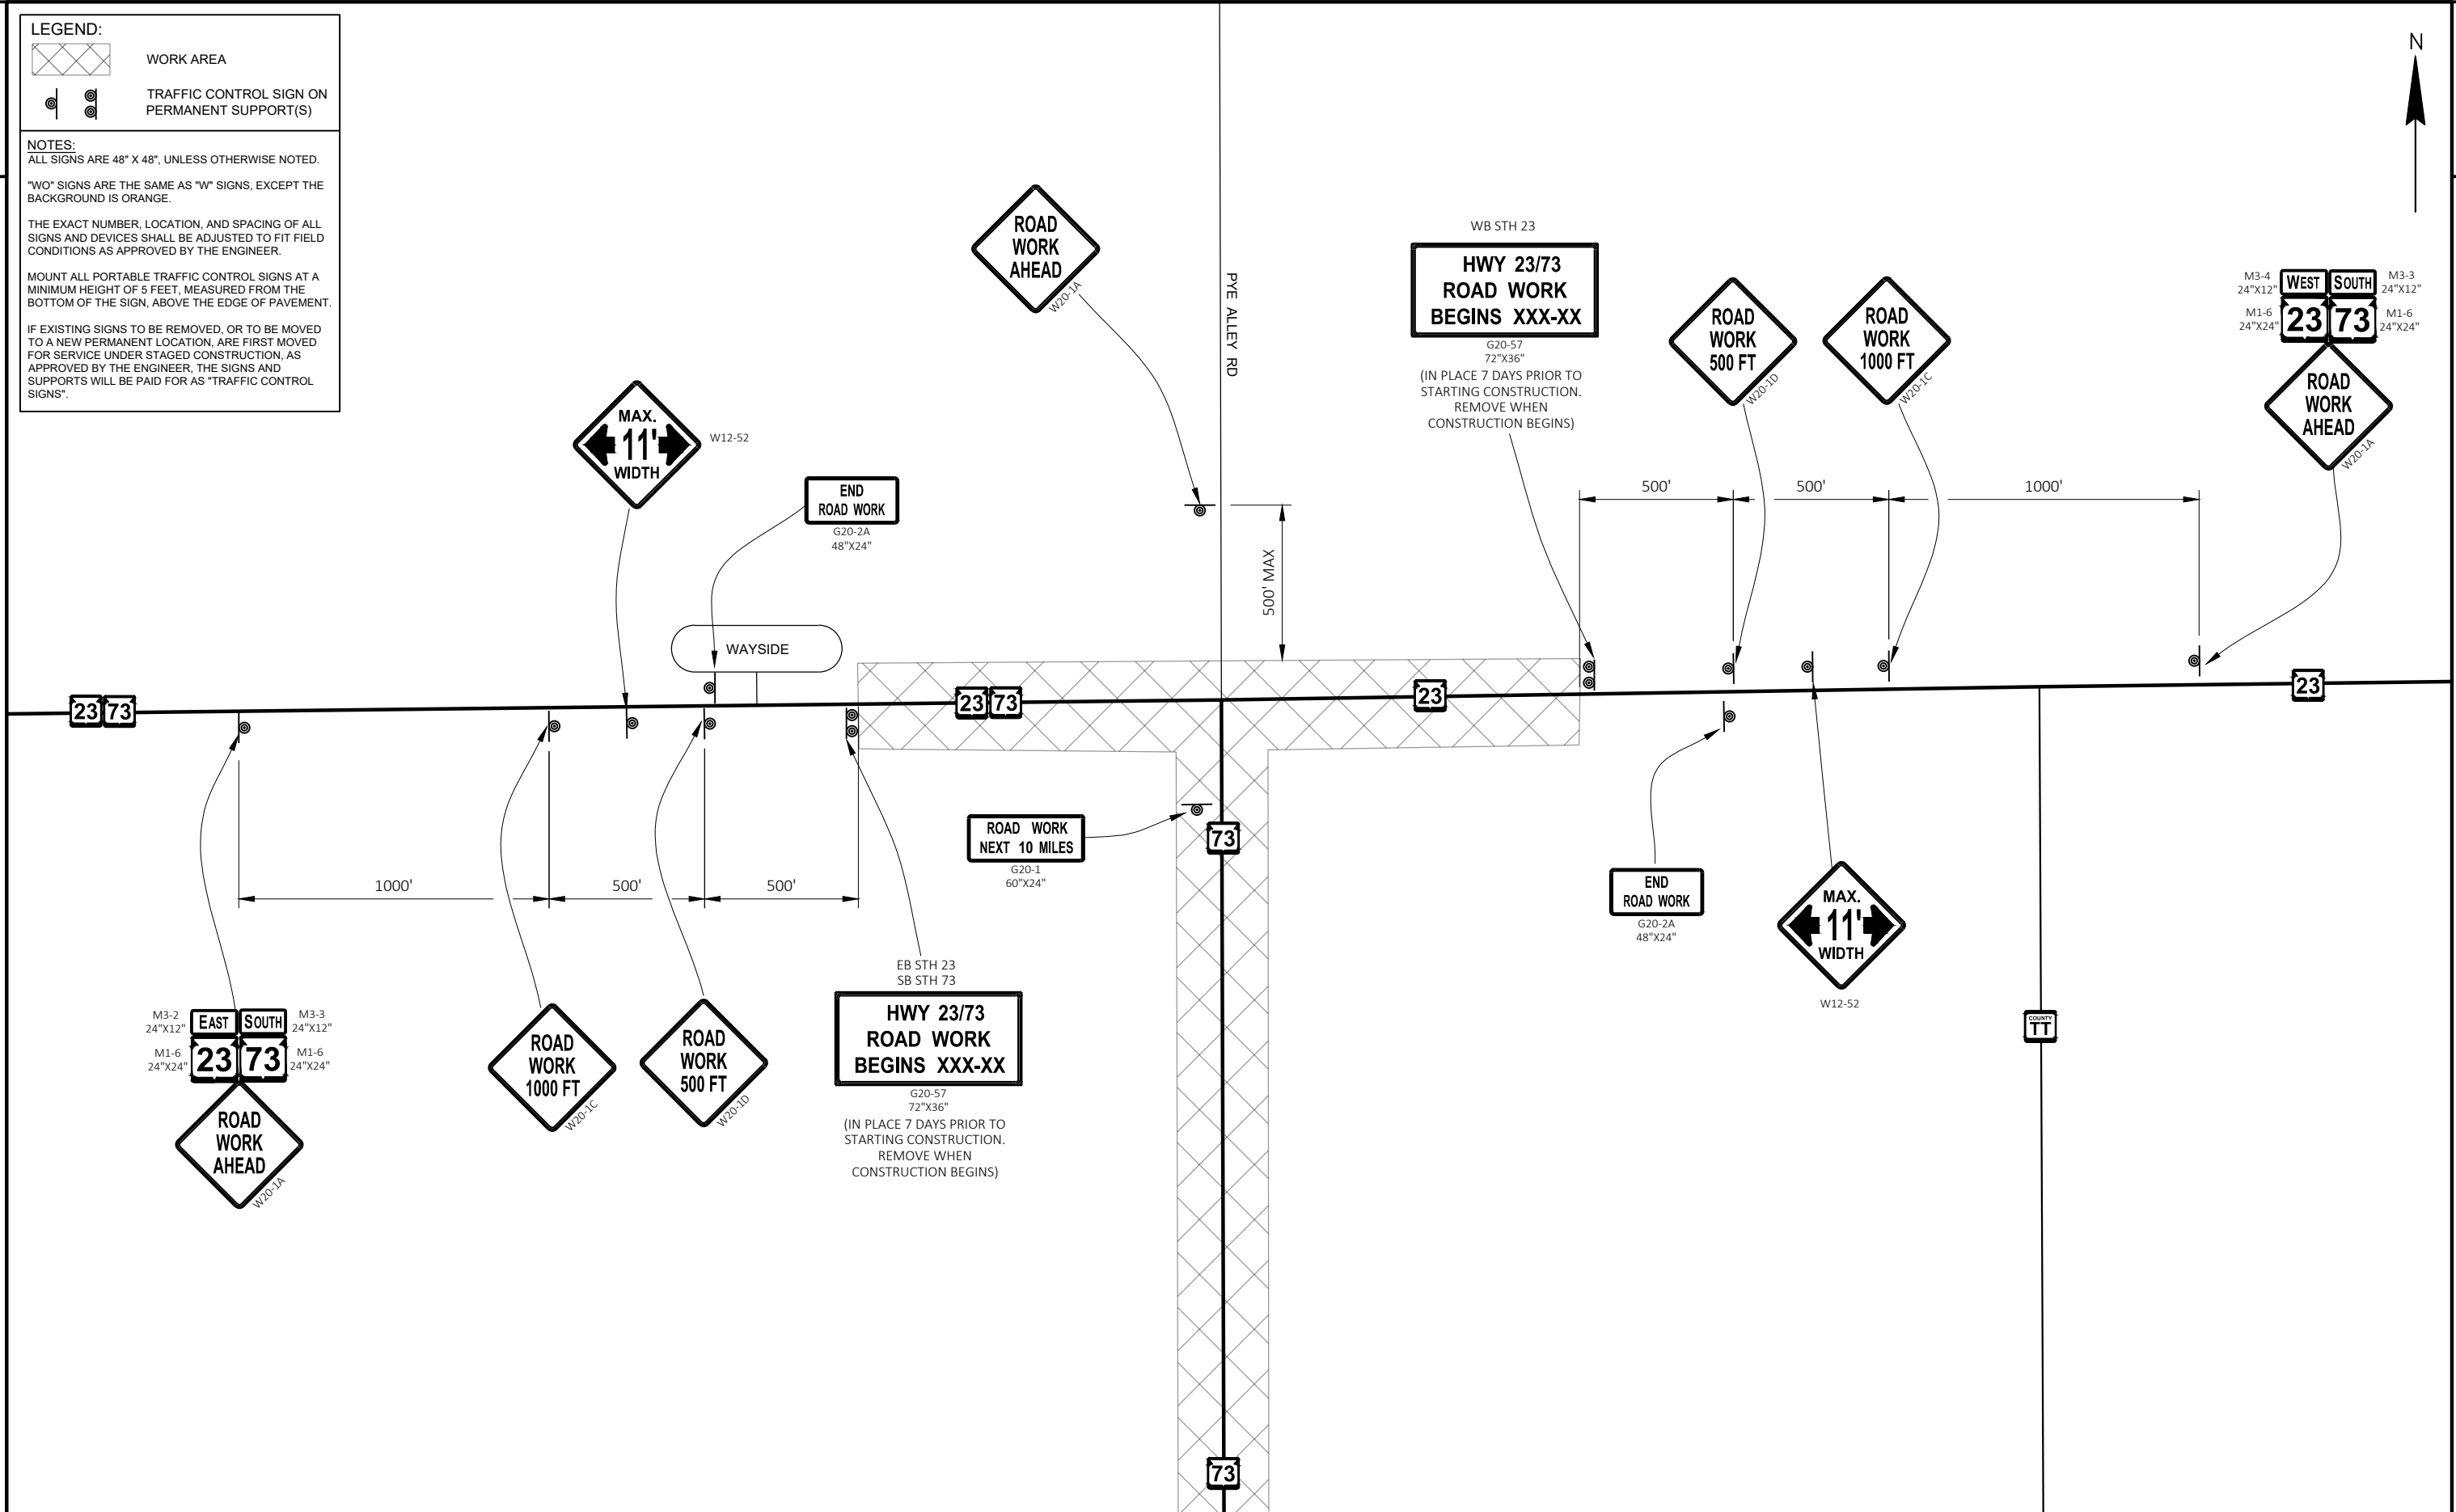 LEGEND:
WORK AREA
TRAFFIC CONTROL SIGN ON
PERMANENT SUPPORT(S)
NOTES:
ALL SIGNS ARE 48" X 48", UNLESS OTHERWISE NOTED.
"WO" SIGNS ARE THE SAME AS "W" SIGNS, EXCEPT THE
BACKGROUND IS ORANGE.
THE EXACT NUMBER, LOCATION, AND SPACING OF ALL
SIGNS AND DEVICES SHALL BE ADJUSTED TO FIT FIELD
CONDITIONS AS APPROVED BY THE ENGINEER.
MOUNT ALL PORTABLE TRAFFIC CONTROL SIGNS AT A
MINIMUM HEIGHT OF 5 FEET, MEASURED FROM THE
BOTTOM OF THE SIGN, ABOVE THE EDGE OF PAVEMENT.
IF EXISTING SIGNS TO BE REMOVED, OR TO BE MOVED
TO A NEW PERMANENT LOCATION, ARE FIRST MOVED
FOR SERVICE UNDER STAGED CONSTRUCTION, AS
APPROVED BY THE ENGINEER, THE SIGNS AND
SUPPORTS WILL BE PAID FOR AS "TRAFFIC CONTROL
SIGNS".
N
ROAD
WORK
AHEAD
W20-1A
PYE ALLEY RD
WB STH 23
HWY 23/73
ROAD WORK
BEGINS XXX-XX
G20-57
72"X36"
(IN PLACE 7 DAYS PRIOR TO
STARTING CONSTRUCTION.
REMOVE WHEN
CONSTRUCTION BEGINS)
ROAD
WORK
500 FT
W20-1D
ROAD
WORK
1000 FT
W20-1C
M3-4
24"X12"
WEST
SOUTH
M3-3
24"X12"
M1-6
24"X24"
23
73
M1-6
24"X24"
ROAD
WORK
AHEAD
W20-1A
MAX.
11'
WIDTH
W12-52
END
ROAD WORK
G20-2A
48"X24"
500'
500'
1000'
500' MAX
WAYSIDE
23 73
23 73
23
23
73
ROAD WORK
NEXT 10 MILES
G20-1
60"X24"
1000'
500'
500'
END
ROAD WORK
G20-2A
48"X24"
MAX.
11'
WIDTH
W12-52
EB STH 23
SB STH 73
HWY 23/73
ROAD WORK
BEGINS XXX-XX
G20-57
72"X36"
(IN PLACE 7 DAYS PRIOR TO
STARTING CONSTRUCTION.
REMOVE WHEN
CONSTRUCTION BEGINS)
M3-2
24"X12"
EAST
SOUTH
M3-3
24"X12"
M1-6
24"X24"
23
73
M1-6
24"X24"
ROAD
WORK
AHEAD
W20-1A
ROAD
WORK
1000 FT
W20-1C
ROAD
WORK
500 FT
W20-1D
COUNTY
TT
73